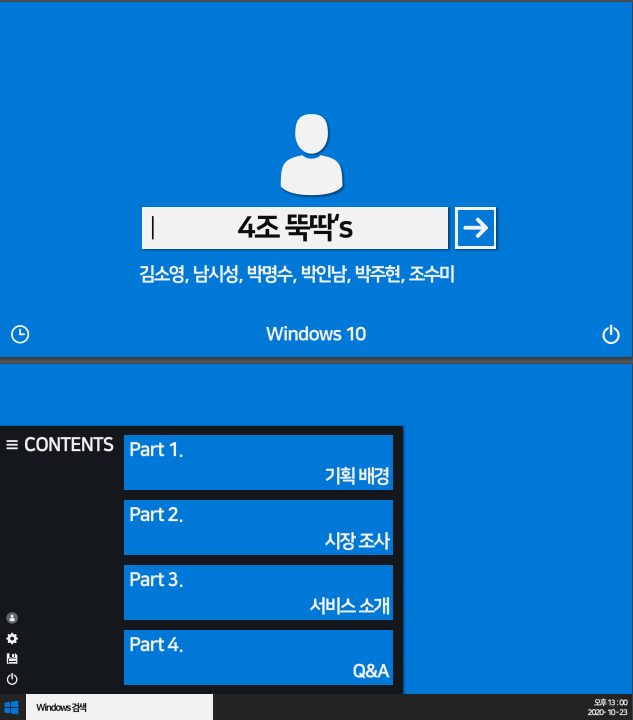 4조 뚝딱's
김소영, 남시성, 박명수, 박인남, 박주현, 조수미
Windows 10
CONTENTS
Part 1.
기획 배경
Part 2.
시장 조사
Part 3.
서비스 소개
Part 4.
Q&A
Windows 검색
오후 13 : 00
2020 - 10 - 23